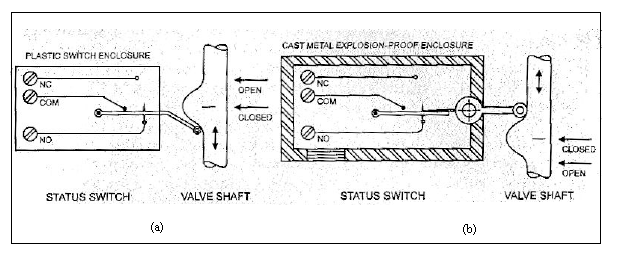 PLASTIC SWITCH ENCLOSURE
NC
COM
NO
OPEN
CLOSED
STATUS SWITCH
VALVE SHAFT
(a)
CAST METAL EXPLOSION-PROOF ENCLOSURE
NC
COM
NO
CLOSED
OPEN
STATUS SWITCH
VALVE SHAFT
(b)